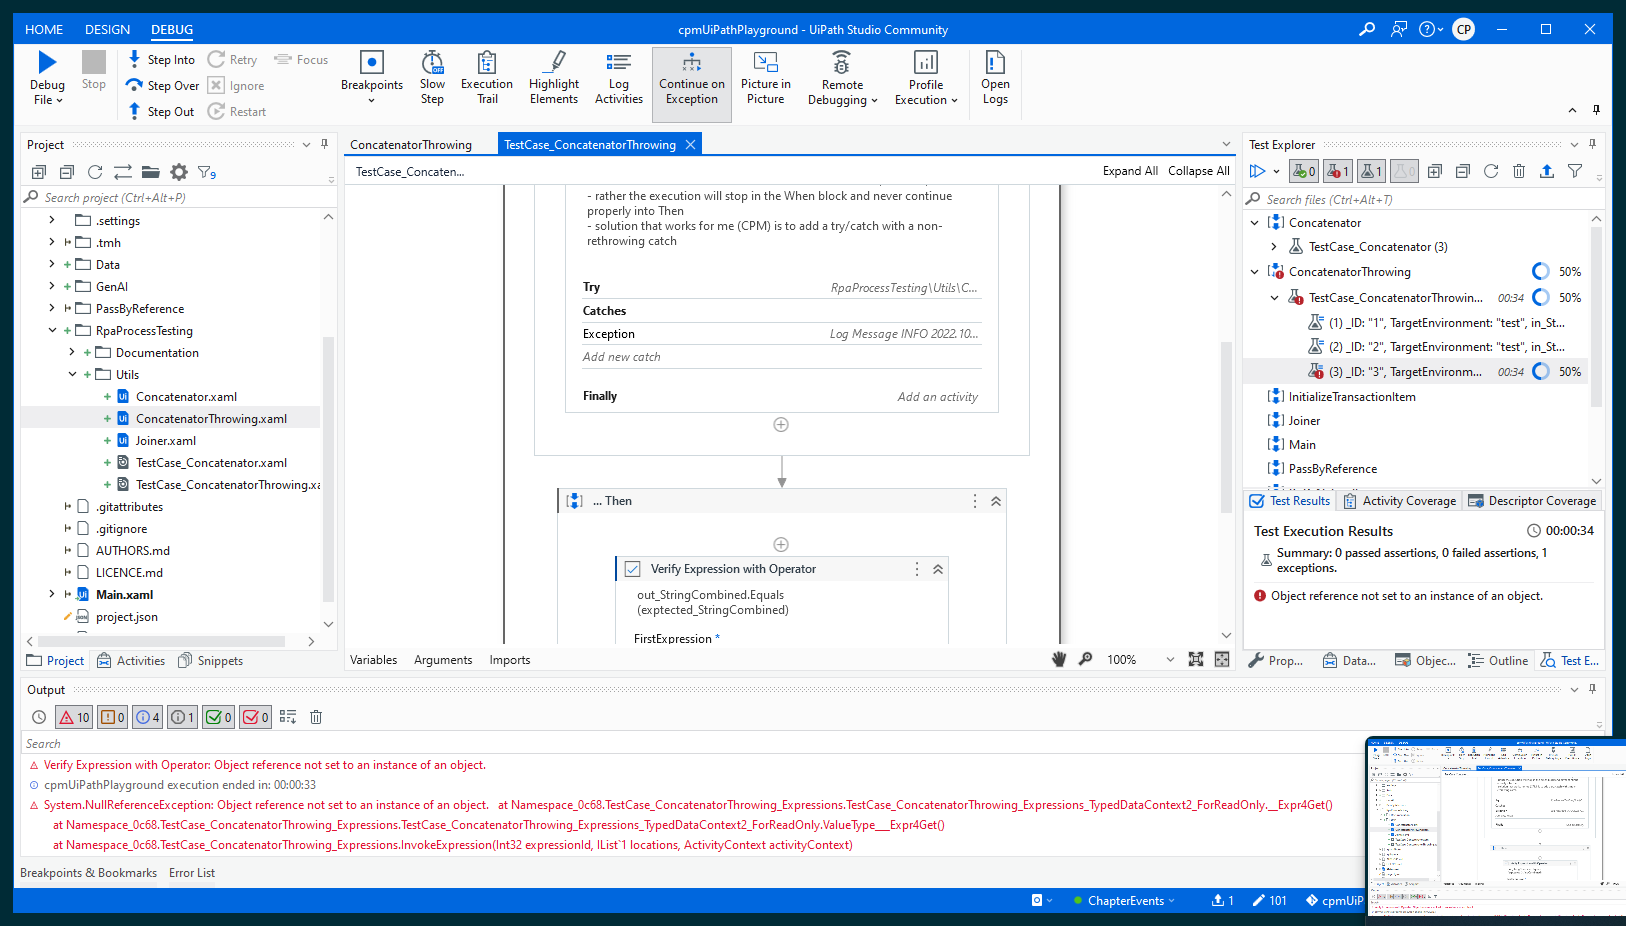 HOME DESIGN DEBUG
cpmUiPathPlayground - UiPath Studio Community
CP
Debug File
Stop
Step Into
Step Over
Step Out
Retry
Ignore
Restart
Focus
Breakpoints
Slow Step
Execution Trail
Highlight Elements
Log Activities
Continue on Exception
Picture in Picture
Remote Debugging
Profile Execution
Open Logs
Project
9
Search project (Ctrl+Alt+P)
.settings
.tmh
Data
GenAI
PassByReference
RpaProcessTesting
Documentation
Utils
Concatenator.xaml
ConcatenatorThrowing.xaml
Joiner.xaml
TestCase_Concatenator.xaml
TestCase_ConcatenatorThrowing.xa
.gitattributes
.gitignore
AUTHORS.md
LICENCE.md
Main.xaml
project.json
Project Activities Snippets
ConcatenatorThrowing TestCase_ConcatenatorThrowing
TestCase_Concaten... Expand All Collapse All
- rather the execution will stop in the When block and never continue
properly into Then
- solution that works for me (CPM) is to add a try/catch with a non-
rethrowing catch
Try RpaProcessTesting\Utils\C...
Catches
Exception Log Message INFO 2022.10...
Add new catch
Finally Add an activity
... Then
Verify Expression with Operator
out_StringCombined.Equals
(exptected_StringCombined)
FirstExpression *
Variables Arguments Imports 100%
Test Explorer
0 1 1 0
Search files (Ctrl+Alt+T)
Concatenator
TestCase_Concatenator (3)
ConcatenatorThrowing 50%
TestCase_ConcatenatorThrowin... 00:34 50%
(1) _ID: "1", TargetEnvironment: "test", in_St...
(2) _ID: "2", TargetEnvironment: "test", in_St...
(3) _ID: "3", TargetEnvironm... 00:34 50%
InitializeTransactionItem
Joiner
Main
PassByReference
Test Results Activity Coverage Descriptor Coverage
Test Execution Results 00:00:34
Summary: 0 passed assertions, 0 failed assertions, 1
exceptions.
Object reference not set to an instance of an object.
Prop... Data... Objec... Outline Test E...
Output
10 0 4 1 0 0
Search
Verify Expression with Operator: Object reference not set to an instance of an object.
cpmUiPathPlayground execution ended in: 00:00:33
System.NullReferenceException: Object reference not set to an instance of an object. at Namespace_0c68.TestCase_ConcatenatorThrowing_Expressions.TestCase_ConcatenatorThrowing_Expressions_TypedDataContext2_ForReadOnly.__Expr4Get()
at Namespace_0c68.TestCase_ConcatenatorThrowing_Expressions.TestCase_ConcatenatorThrowing_Expressions_TypedDataContext2_ForReadOnly.ValueType___Expr4Get()
at Namespace_0c68.TestCase_ConcatenatorThrowing_Expressions.InvokeExpression(Int32 expressionId, IList`1 locations, ActivityContext activityContext)
Breakpoints & Bookmarks Error List
ChapterEvents 1 101 cpmUiP